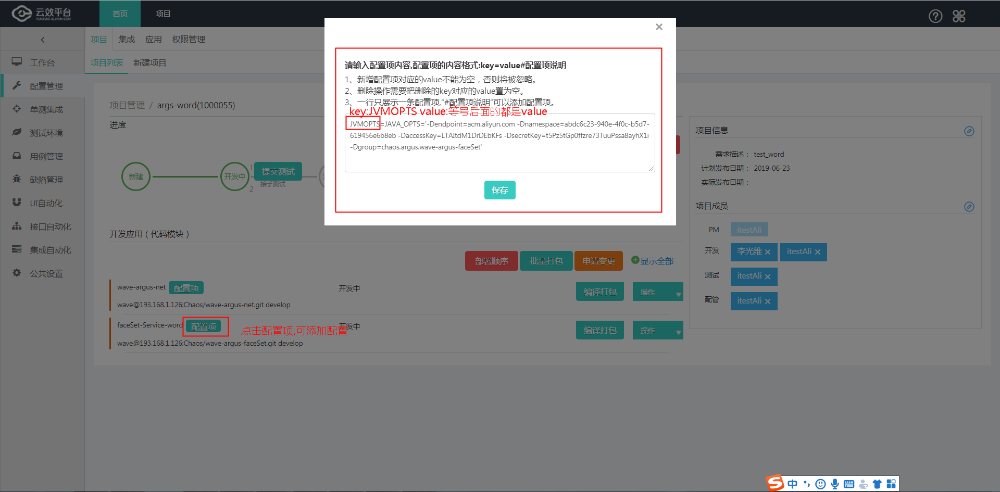 云效平台
YUNXIAO.ALIYUN.COM
首页
项目
项目
集成
应用
权限管理
项目列表
新建项目
工作台
配置管理
单测集成
测试环境
用例管理
缺陷管理
UI自动化
接口自动化
集成自动化
公共设置
项目管理 / args-word(1000055)
进度
新建
开发中
1
提交测试
2
接手测试
请输入配置项内容,配置项的内容格式:key=value#配置项说明
1、新增配置项对应的value不能为空，否则将被忽略。
2、删除操作需要把删除的key对应的value置为空。
3、一行只展示一条配置项,"#配置项说明"可以添加配置项。
key:JVMOPTS value:等号后面的都是value
JVMOPTS=JAVA_OPTS='-Dendpoint=acm.aliyun.com -Dnamespace=abdc6c23-940e-4f0c-b5d7-
619456e6b8eb -DaccessKey=LTAItdM1DrDEbKFs -DsecretKey=t5Pz5tGp0ffzre73TuuPssa8ayhX1i
-Dgroup=chaos.argus.wave-argus-faceSet'
保存
项目信息
需求描述： test_word
计划发布日期： 2019-06-23
实际发布日期：
项目成员
PM itestAli
开发 李光维 × itestAli ×
测试 itestAli ×
配管 itestAli ×
开发应用（代码模块）
部署顺序
批量打包
申请变更
显示全部
wave-argus-net 配置项
开发中
编译打包
操作
wave@193.168.1.126:Chaos/wave-argus-net.git develop
faceSet-Service-word 配置项
点击配置项,可添加配置
开发中
编译打包
操作
wave@193.168.1.126:Chaos/wave-argus-faceSet.git develop
S 中